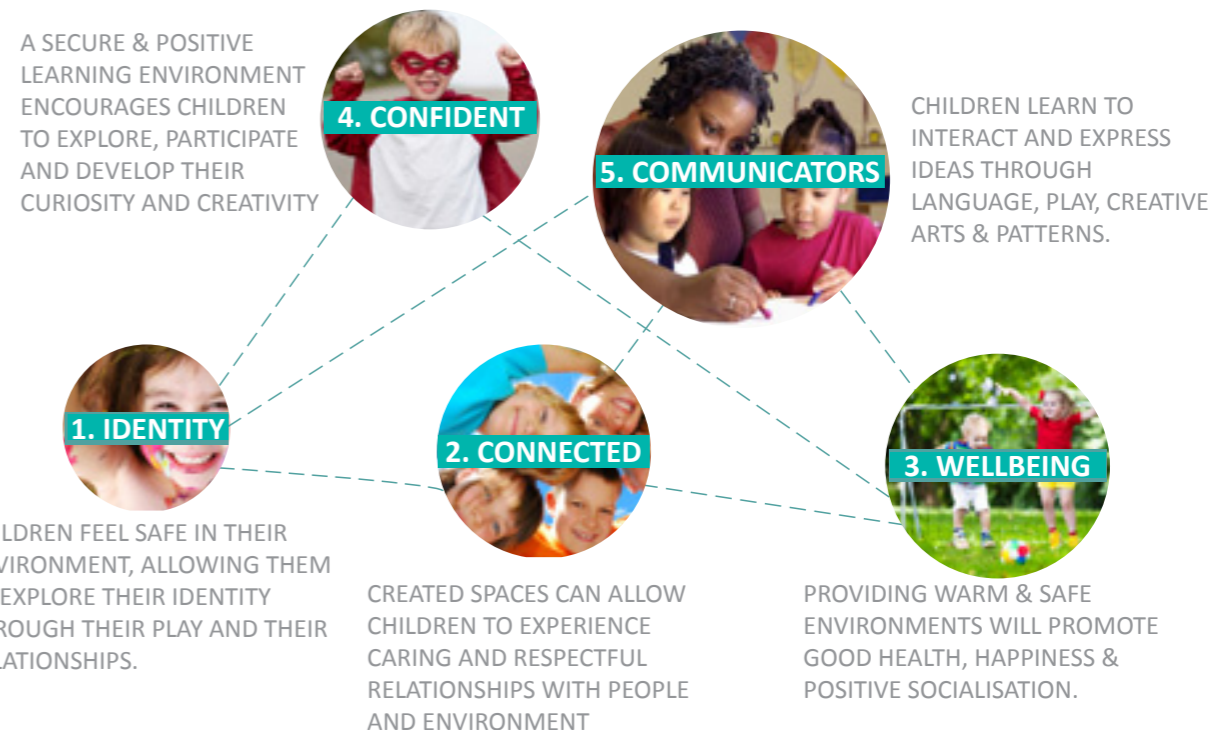 A SECURE & POSITIVE
LEARNING ENVIRONMENT
ENCOURAGES CHILDREN
TO EXPLORE, PARTICIPATE
AND DEVELOP THEIR
CURIOSITY AND CREATIVITY
4. CONFIDENT
5. COMMUNICATORS
CHILDREN LEARN TO
INTERACT AND EXPRESS
IDEAS THROUGH
LANGUAGE, PLAY, CREATIVE
ARTS & PATTERNS.
1. IDENTITY
ILDREN FEEL SAFE IN THEIR
VIRONMENT, ALLOWING THEM
EXPLORE THEIR IDENTITY
ROUGH THEIR PLAY AND THEIR
LATIONSHIPS.
2. CONNECTED
CREATED SPACES CAN ALLOW
CHILDREN TO EXPERIENCE
CARING AND RESPECTFUL
RELATIONSHIPS WITH PEOPLE
AND ENVIRONMENT
3. WELLBEING
PROVIDING WARM & SAFE
ENVIRONMENTS WILL PROMOTE
GOOD HEALTH, HAPPINESS &
POSITIVE SOCIALISATION.